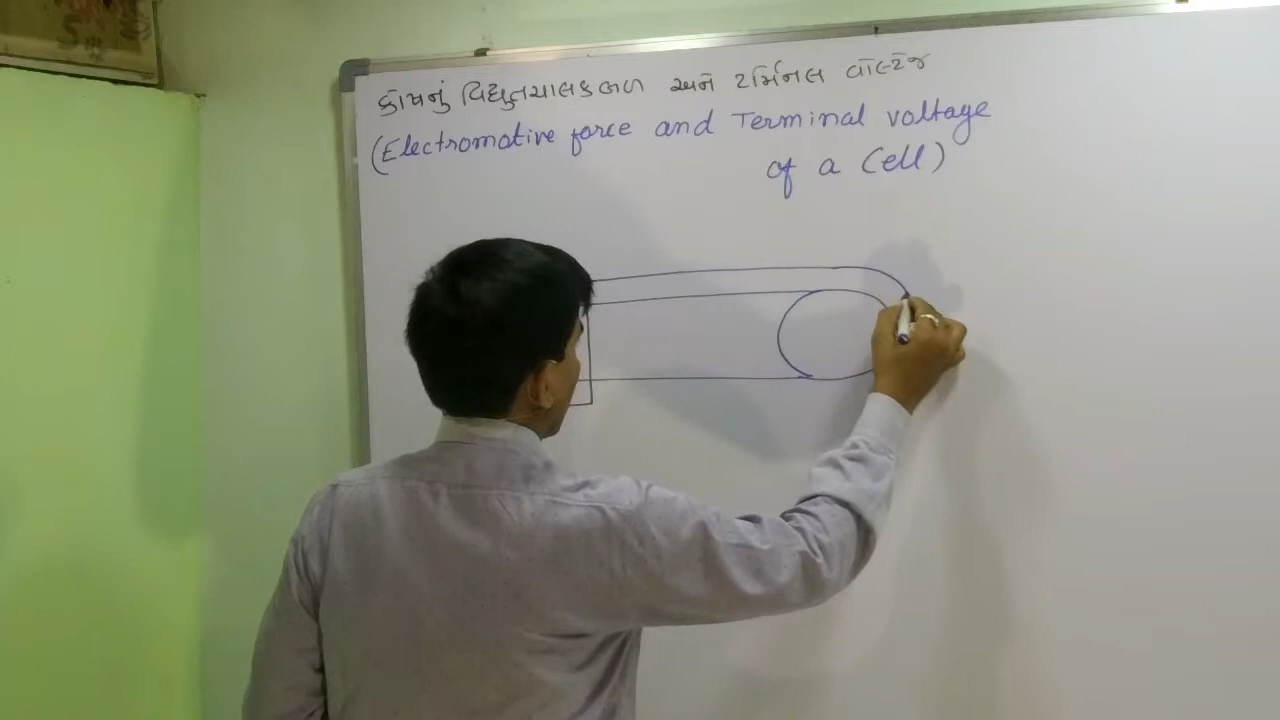 કોષનું વિદ્યુતચાલકબળ અને ટર્મિનલ વોલ્ટેજ
(Electromotive force and Terminal voltage
of a Cell)